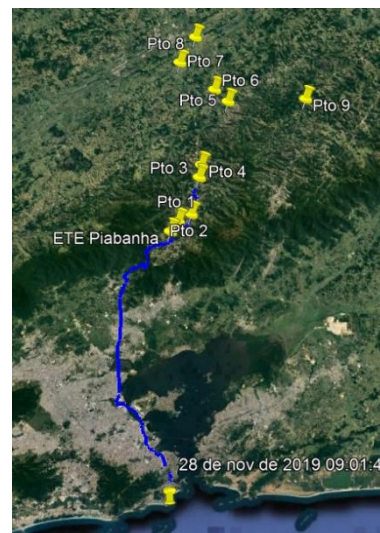 Pto 8
Pto 7
Pto 6
Pto 5
Pto 9
Pto 3
Pto 4
Pto 1
ETE Piabanha
Pto 2
28 de nov de 2019 09:01:4